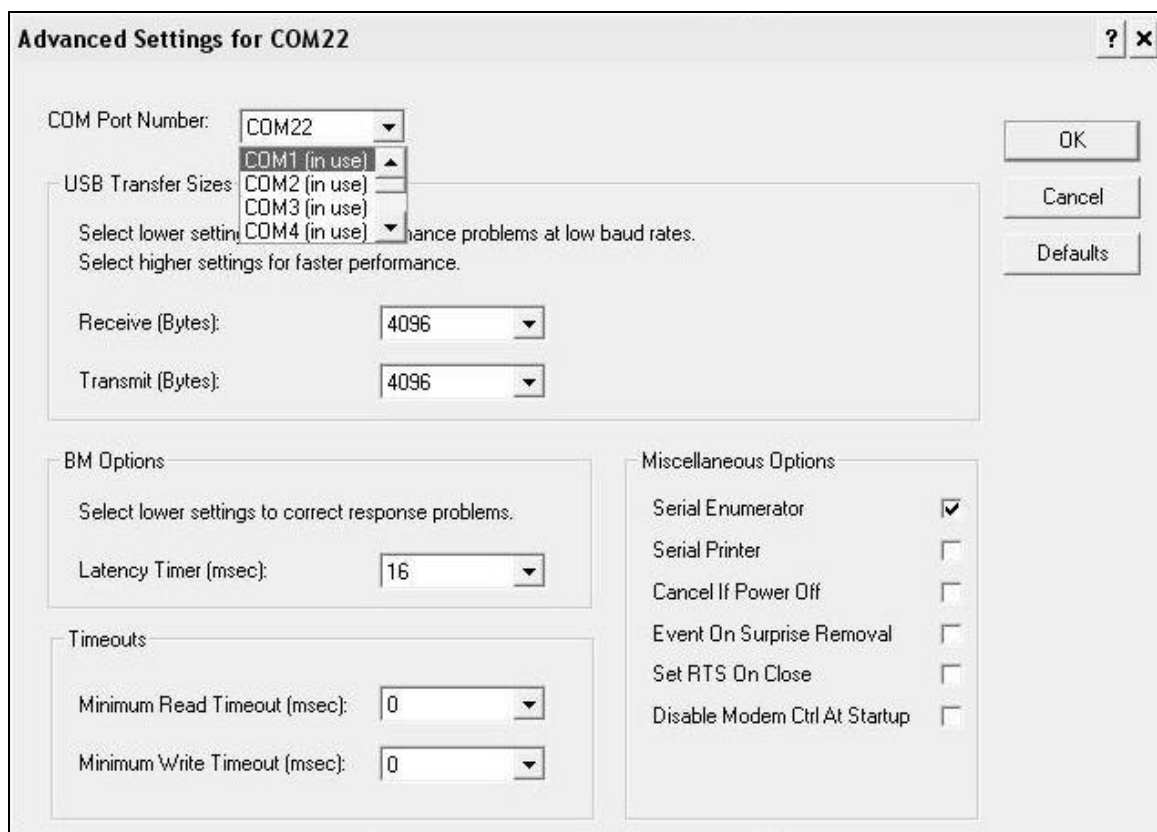 Advanced Settings for COM22
COM Port Number:
COM22
COM1 (in use)
COM2 (in use)
COM3 (in use)
COM4 (in use)
OK
Cancel
Defaults
USB Transfer Sizes
Select lower mance problems at low baud rates.
Select higher settings for faster performance.
Receive (Bytes):
4096
Transmit (Bytes):
4096
BM Options
Select lower settings to correct response problems.
Latency Timer (msec):
16
Timeouts
Minimum Read Timeout (msec):
0
Minimum Write Timeout (msec):
0
Miscellaneous Options
Serial Enumerator
Serial Printer
Cancel If Power Off
Event On Surprise Removal
Set RTS On Close
Disable Modem Ctrl At Startup